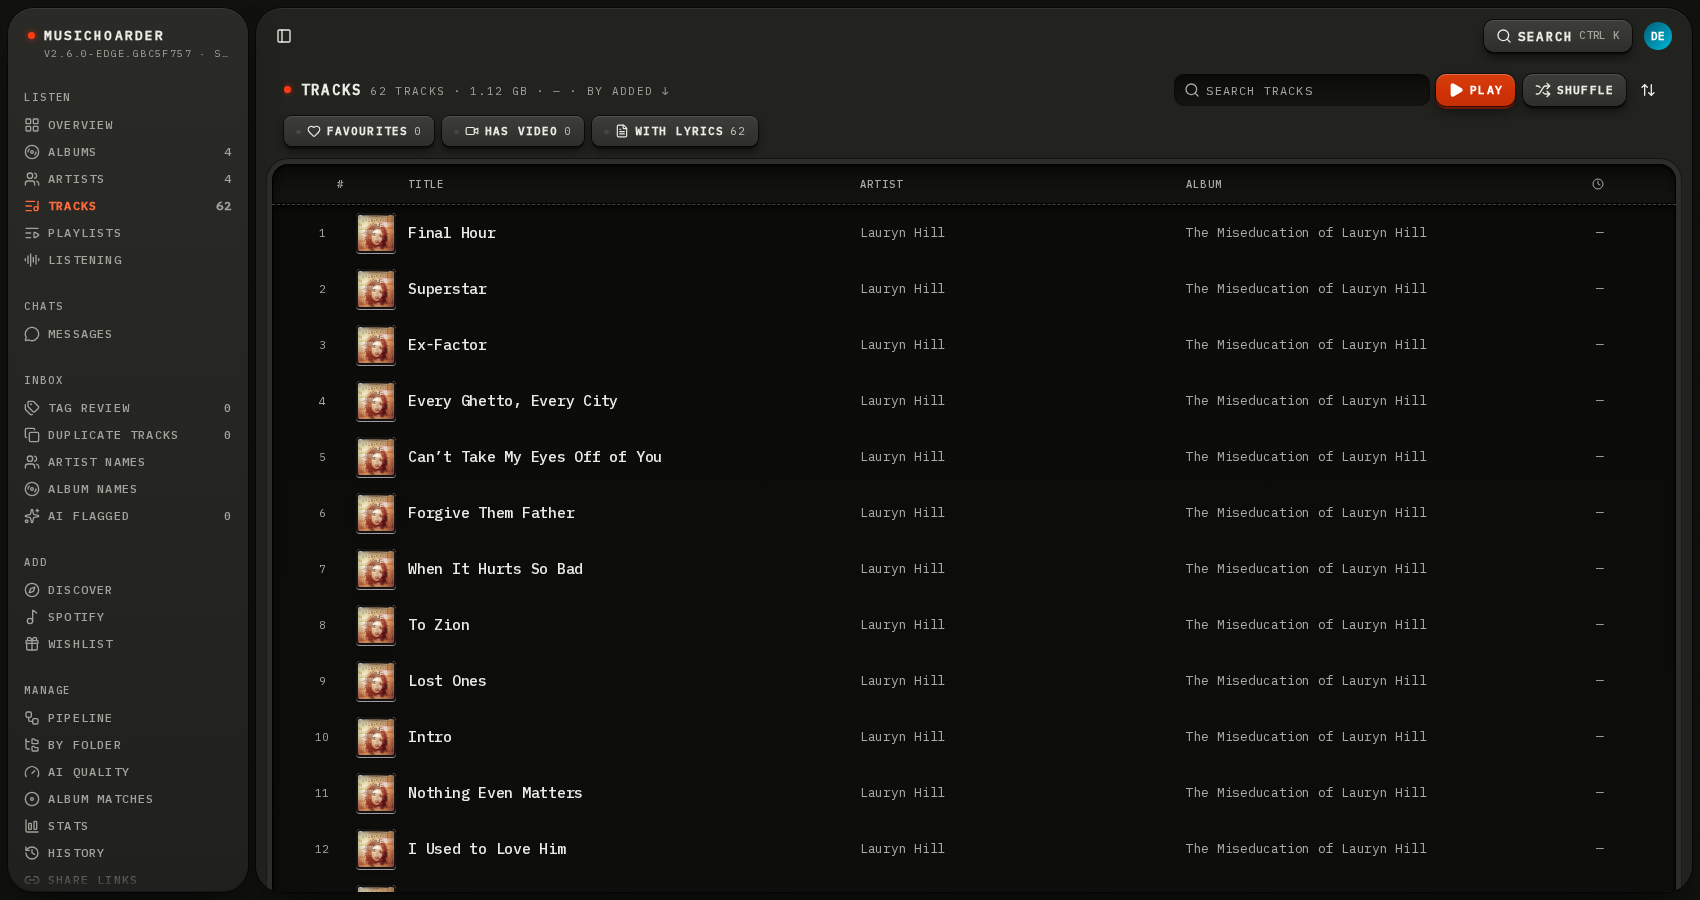 MUSICHOARDER
V2.6.0-EDGE.GBC5F757 · S…
LISTEN
OVERVIEW
ALBUMS 4
ARTISTS 4
TRACKS 62
PLAYLISTS
LISTENING
CHATS
MESSAGES
INBOX
TAG REVIEW 0
DUPLICATE TRACKS 0
ARTIST NAMES
ALBUM NAMES
AI FLAGGED 0
ADD
DISCOVER
SPOTIFY
WISHLIST
MANAGE
PIPELINE
BY FOLDER
AI QUALITY
ALBUM MATCHES
STATS
HISTORY
SHARE LINKS
SEARCH CTRL K DE
TRACKS 62 TRACKS · 1.12 GB · — · BY ADDED ↓
SEARCH TRACKS PLAY SHUFFLE
FAVOURITES 0 HAS VIDEO 0 WITH LYRICS 62
# TITLE ARTIST ALBUM
1 Final Hour Lauryn Hill The Miseducation of Lauryn Hill —
2 Superstar Lauryn Hill The Miseducation of Lauryn Hill —
3 Ex-Factor Lauryn Hill The Miseducation of Lauryn Hill —
4 Every Ghetto, Every City Lauryn Hill The Miseducation of Lauryn Hill —
5 Can’t Take My Eyes Off of You Lauryn Hill The Miseducation of Lauryn Hill —
6 Forgive Them Father Lauryn Hill The Miseducation of Lauryn Hill —
7 When It Hurts So Bad Lauryn Hill The Miseducation of Lauryn Hill —
8 To Zion Lauryn Hill The Miseducation of Lauryn Hill —
9 Lost Ones Lauryn Hill The Miseducation of Lauryn Hill —
10 Intro Lauryn Hill The Miseducation of Lauryn Hill —
11 Nothing Even Matters Lauryn Hill The Miseducation of Lauryn Hill —
12 I Used to Love Him Lauryn Hill The Miseducation of Lauryn Hill —